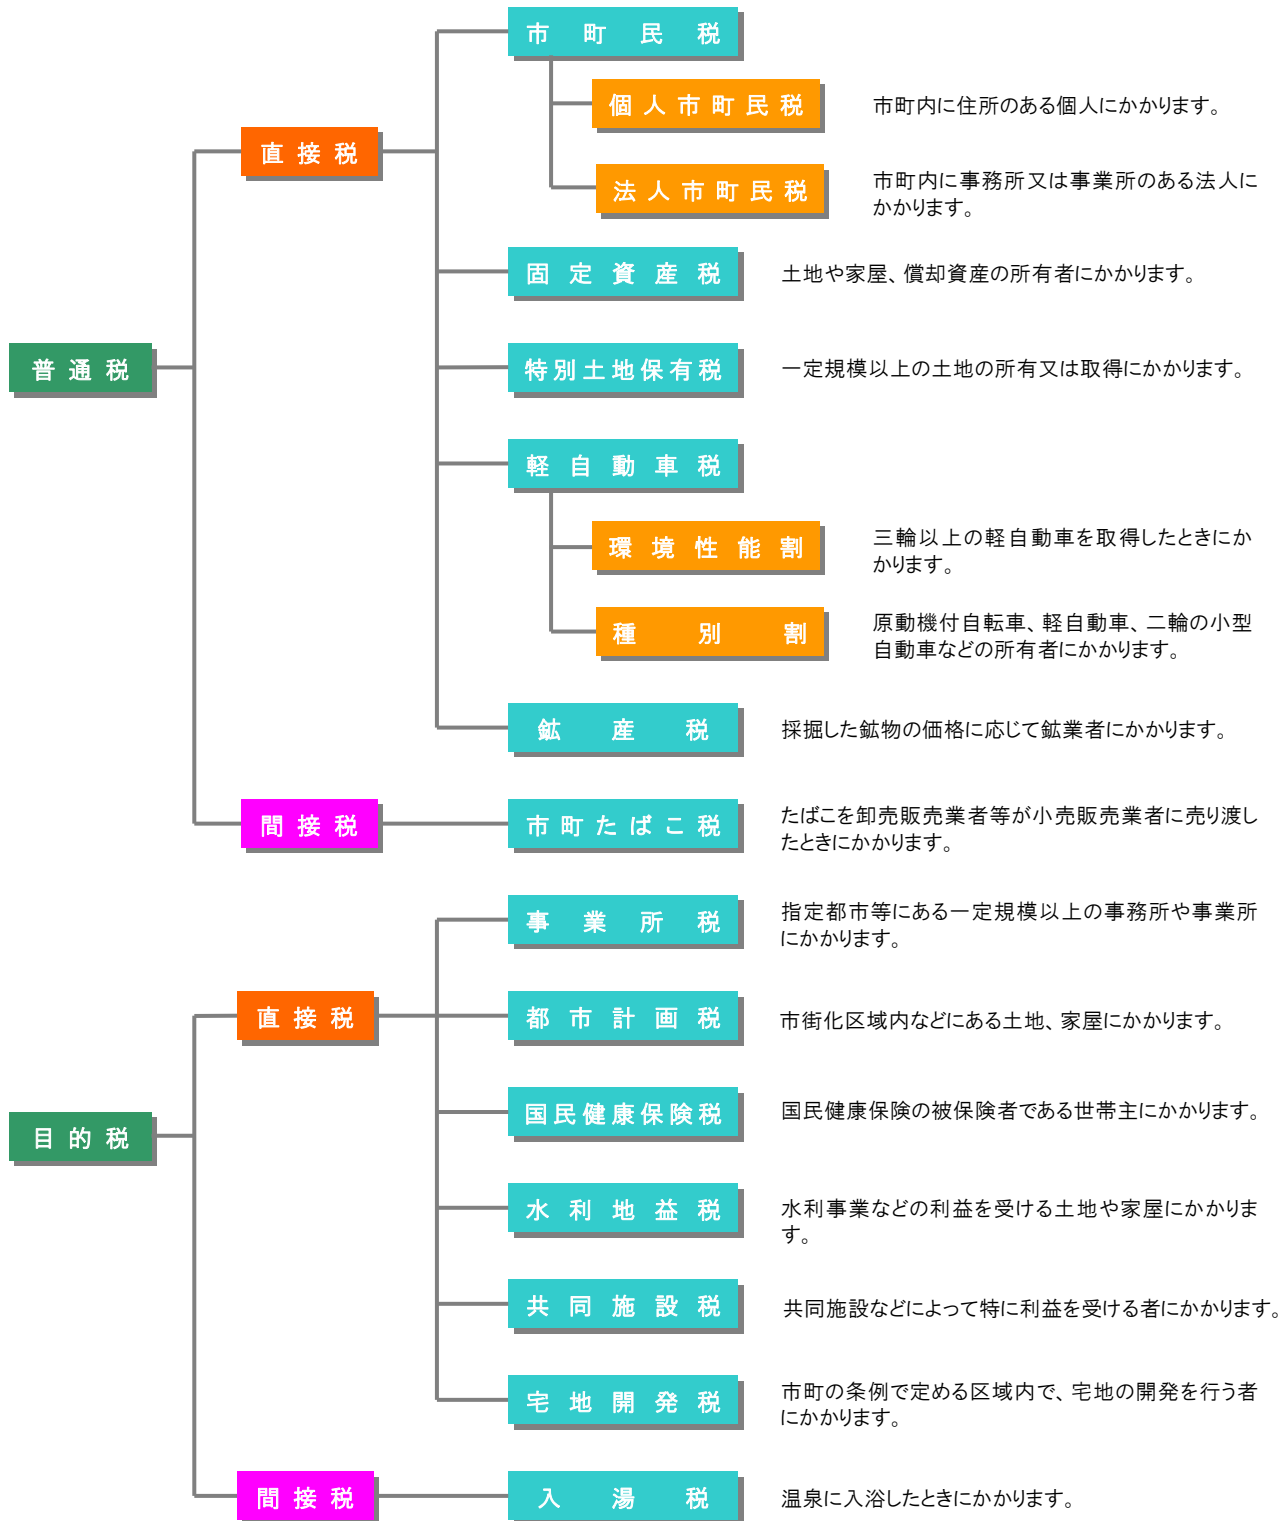 市町民税
個人市町民税
市町内に住所のある個人にかかります。
直接税
法人市町民税
市町内に事務所又は事業所のある法人に
かかります。
固定資産税
土地や家屋、償却資産の所有者にかかります。
普通税
特別土地保有税
一定規模以上の土地の所有又は取得にかかります。
軽自動車税
環境性能割
三輪以上の軽自動車を取得したときにか
かります。
種別割
原動機付自転車、軽自動車、二輪の小型
自動車などの所有者にかかります。
鉱産税
採掘した鉱物の価格に応じて鉱業者にかかります。
間接税
市町たばこ税
たばこを卸売販売業者等が小売販売業者に売り渡し
たときにかかります。
事業所税
指定都市等にある一定規模以上の事務所や事業所
にかかります。
直接税
都市計画税
市街化区域内などにある土地、家屋にかかります。
国民健康保険税
国民健康保険の被保険者である世帯主にかかります。
目的税
水利地益税
水利事業などの利益を受ける土地や家屋にかかりま
す。
共同施設税
共同施設などによって特に利益を受ける者にかかります。
宅地開発税
市町の条例で定める区域内で、宅地の開発を行う者
にかかります。
間接税
入湯税
温泉に入浴したときにかかります。